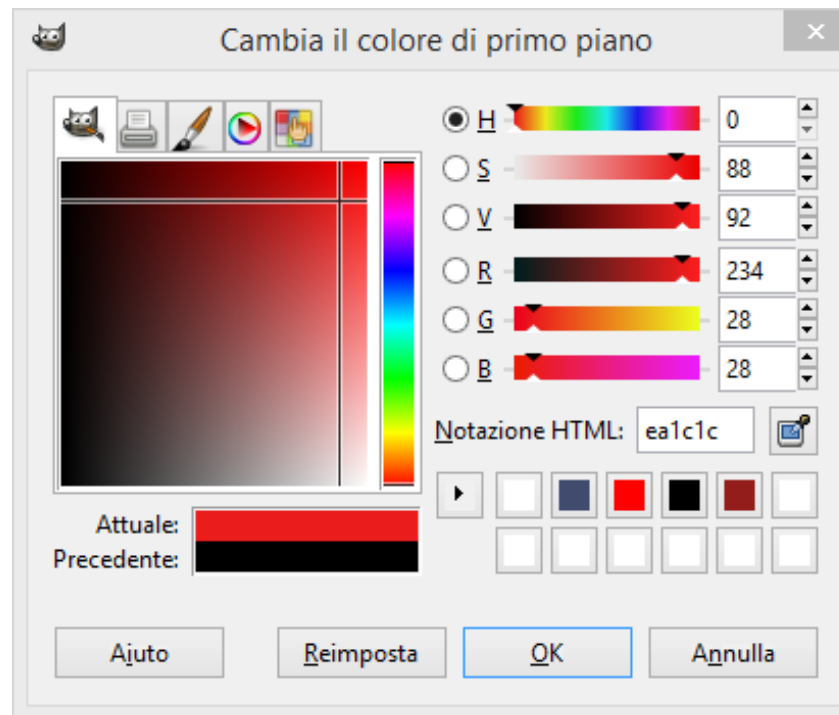 Cambia il colore di primo piano
H 0
S 88
V 92
R 234
G 28
B 28
Notazione HTML: ea1c1c
Attuale:
Precedente:
Aiuto Reimposta OK Annulla